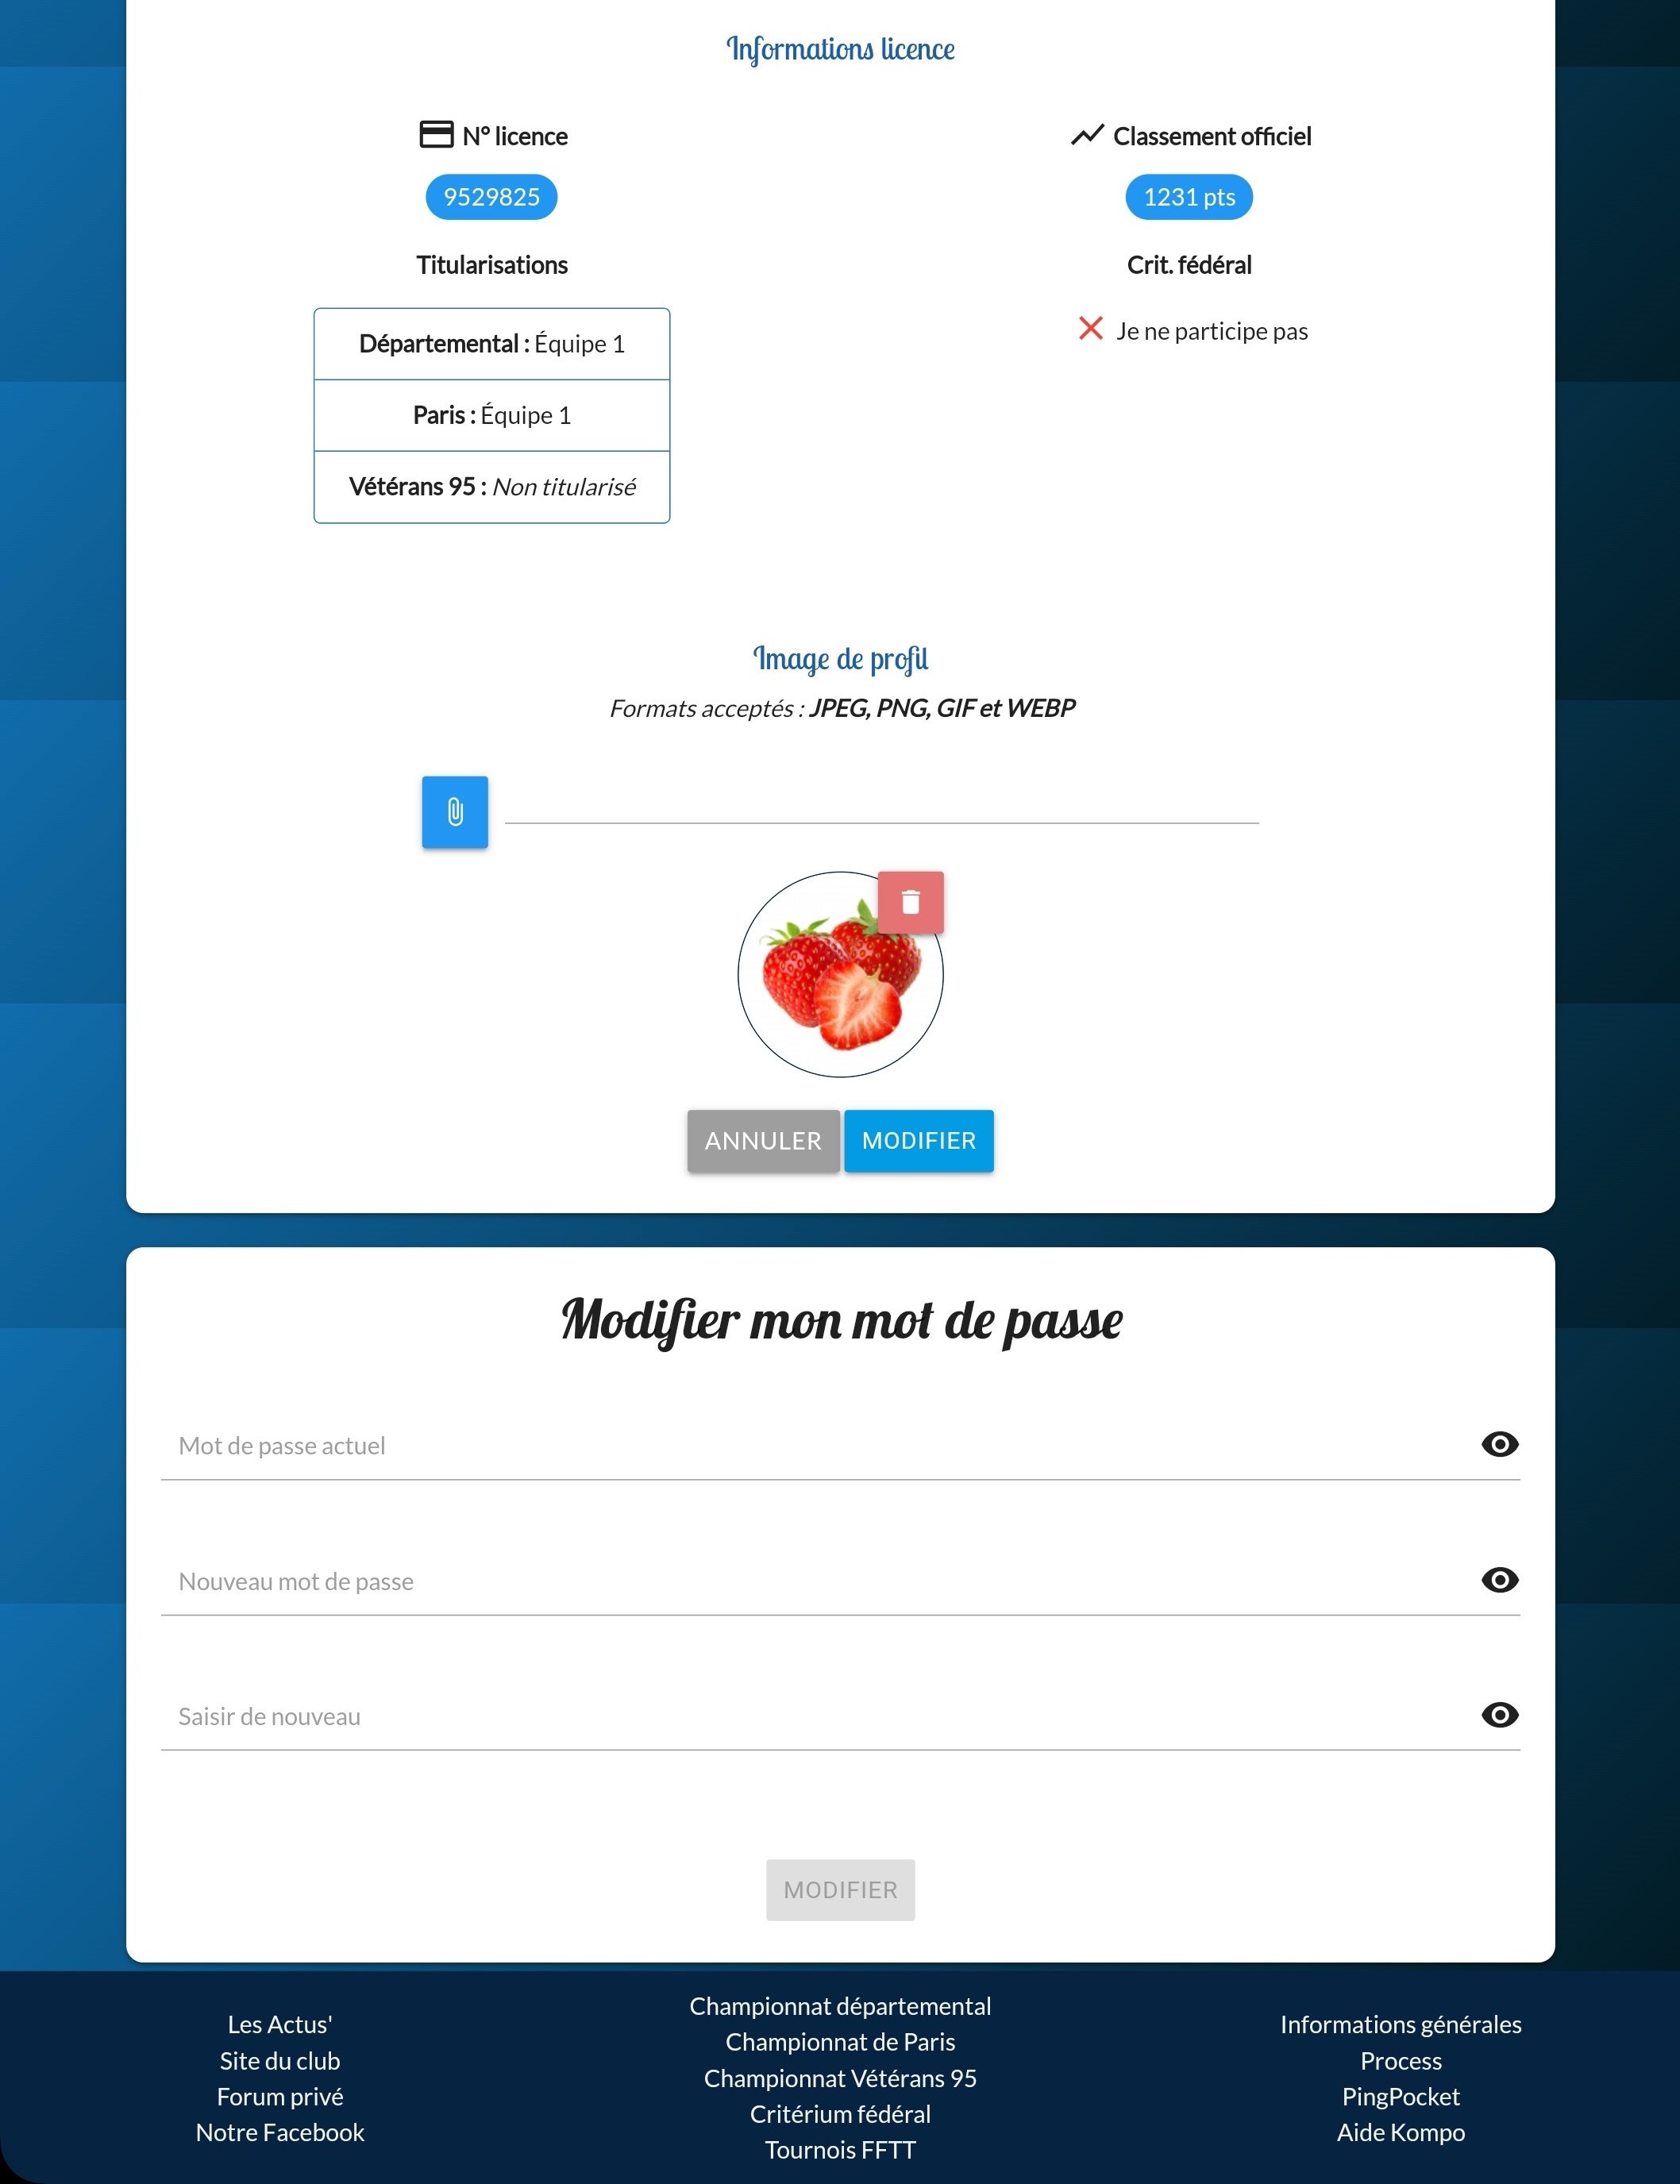 Informations licence
N° licence
9529825
Classement officiel
1231 pts
Titularisations
Départemental : Équipe 1
Paris : Équipe 1
Vétérans 95 : Non titularisé
Crit. fédéral
Je ne participe pas
Image de profil
Formats acceptés : JPEG, PNG, GIF et WEBP
ANNULER
MODIFIER
Modifier mon mot de passe
Mot de passe actuel
Nouveau mot de passe
Saisir de nouveau
MODIFIER
Les Actus'
Site du club
Forum privé
Notre Facebook
Championnat départemental
Championnat de Paris
Championnat Vétérans 95
Critérium fédéral
Tournois FFTT
Informations générales
Process
PingPocket
Aide Kompo